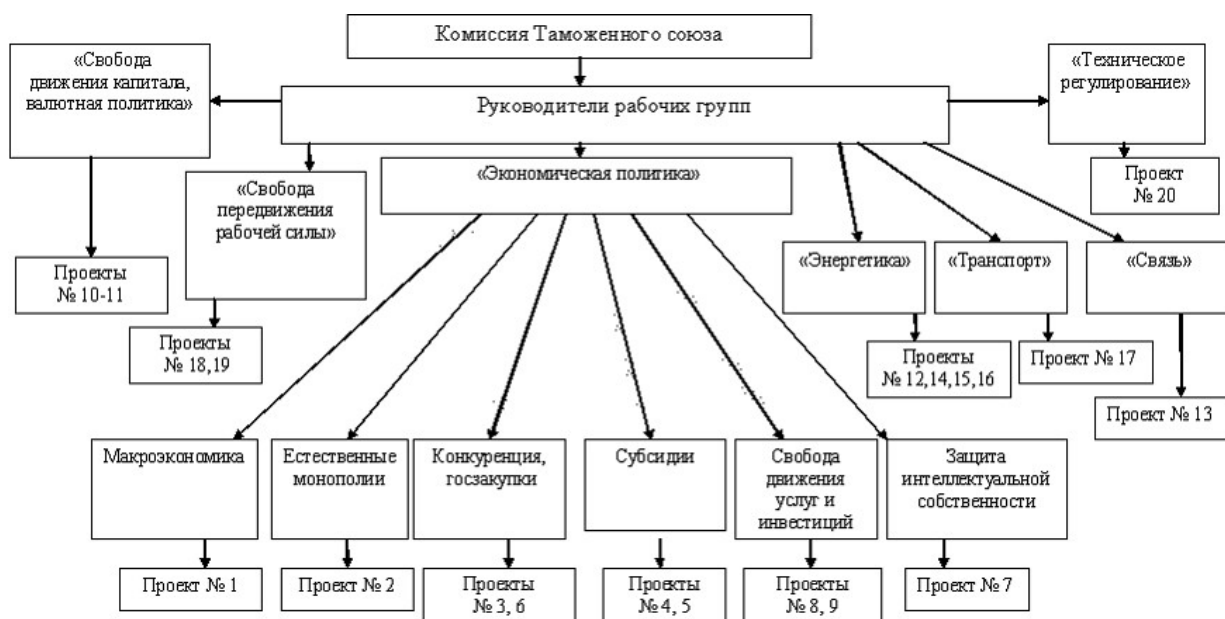 Комиссия Таможенного союза
«Свобода
движения капитала,
валютная политика»
«Техническое
регулирование»
Руководители рабочих групп
«Экономическая политика»
Проект
№ 20
«Свобода
передвижения
рабочей силы»
Проекты
№ 10-11
«Энергетика»
«Транспорт»
«Связь»
Проекты
№ 18,19
Проекты
№ 12,14,15,16
Проект № 17
Проект № 13
Макроэкономика
Естественные
монополии
Конкуренция,
госзакупки
Субсидии
Свобода
движения
услуг и
инвестиций
Защита
интеллектуальной
собственности
Проект № 1
Проект № 2
Проекты
№ 3, 6
Проекты
№ 4, 5
Проекты
№ 8, 9
Проект № 7